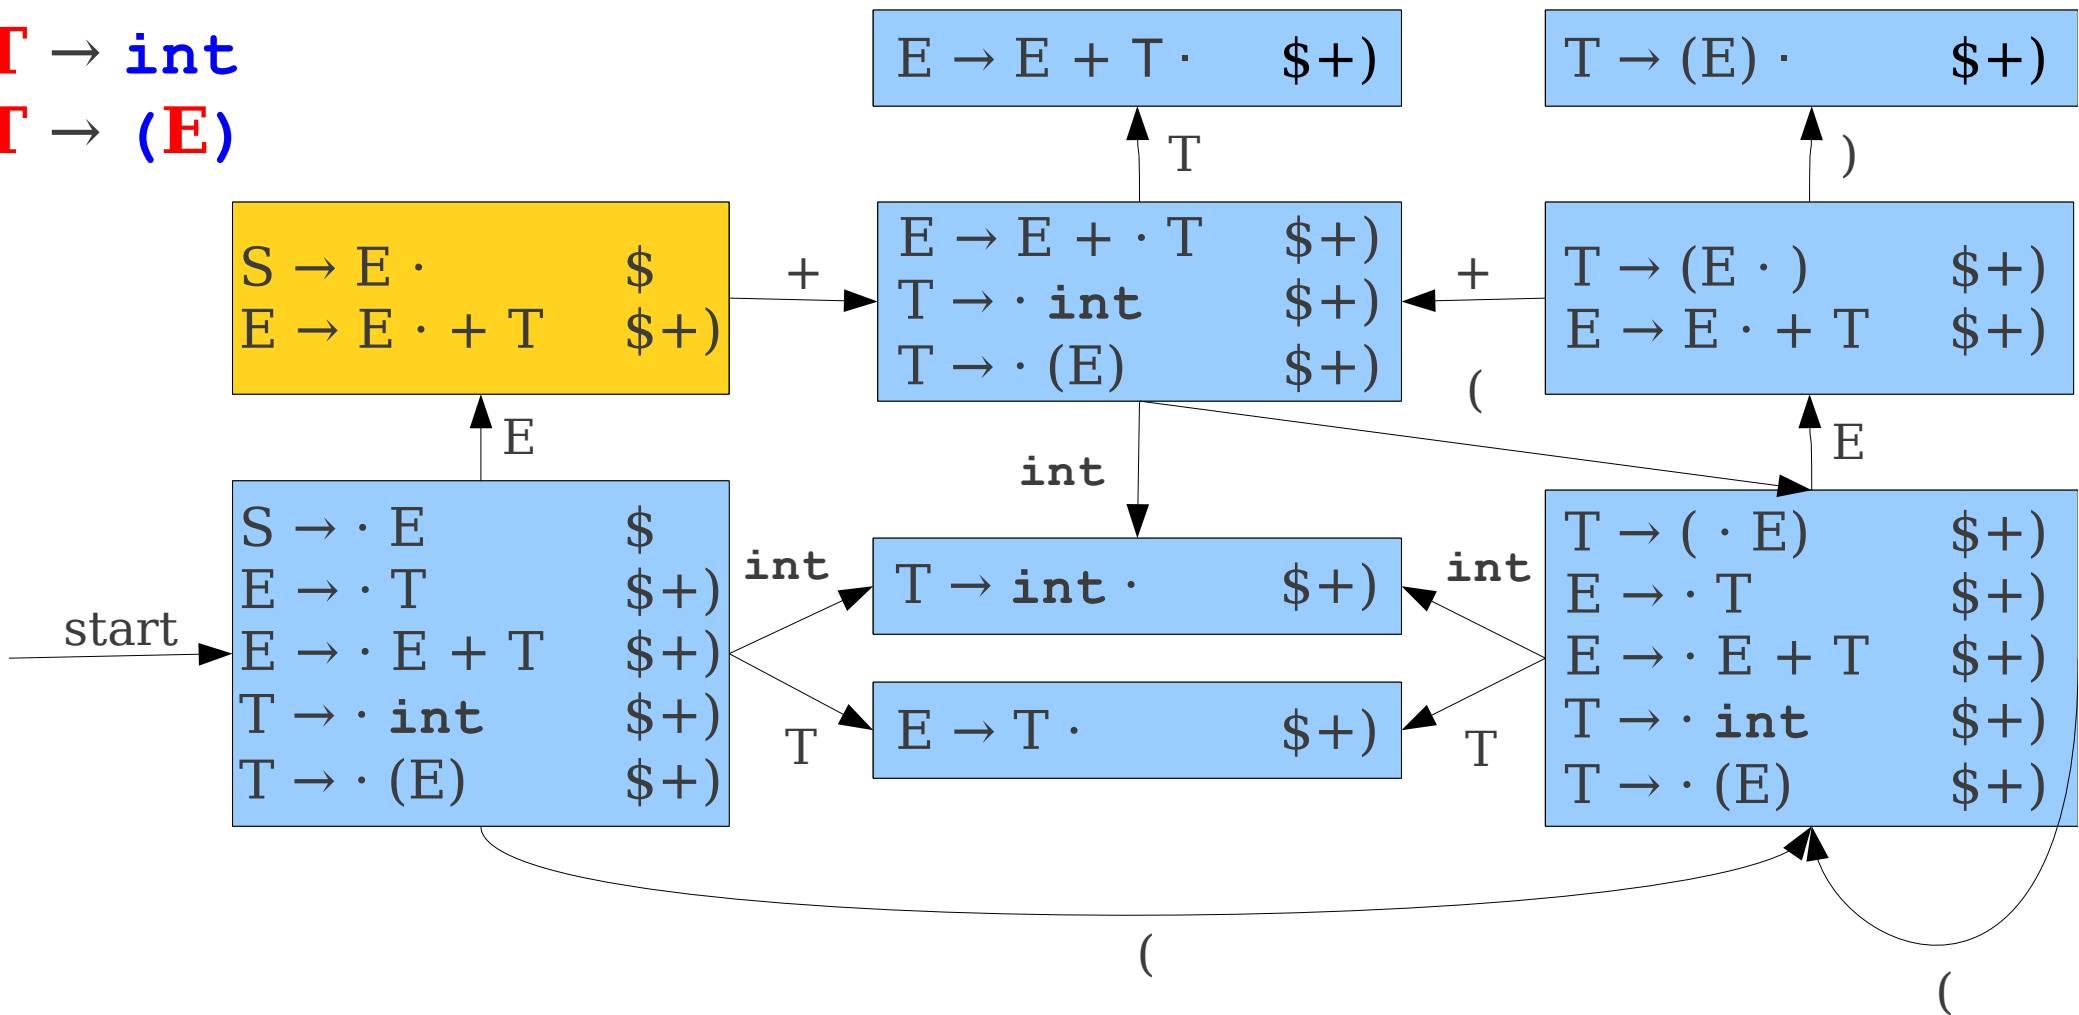 T → int
T → (E)
E → E + T · $+)
T → (E) · $+)
T
)
S → E · $
E → E · + T $+)
+
E → E + · T $+)
T → · int $+)
T → · (E) $+)
+
T → (E · ) $+)
E → E · + T $+)
(
E
int
E
start
S → · E $
E → · T $+)
E → · E + T $+)
T → · int $+)
T → · (E) $+)
int
T
T → int · $+)
E → T · $+)
int
T
T → ( · E) $+)
E → · T $+)
E → · E + T $+)
T → · int $+)
T → · (E) $+)
(
(